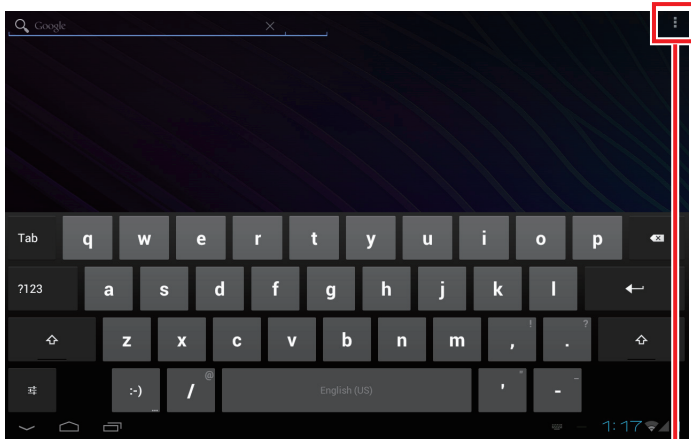 Google
Tab q w e r t y u i o p
?123 a s d f g h j k l
z x c v b n m , ! . ?
:-) ... / @ English (US) ' " - _
1:17